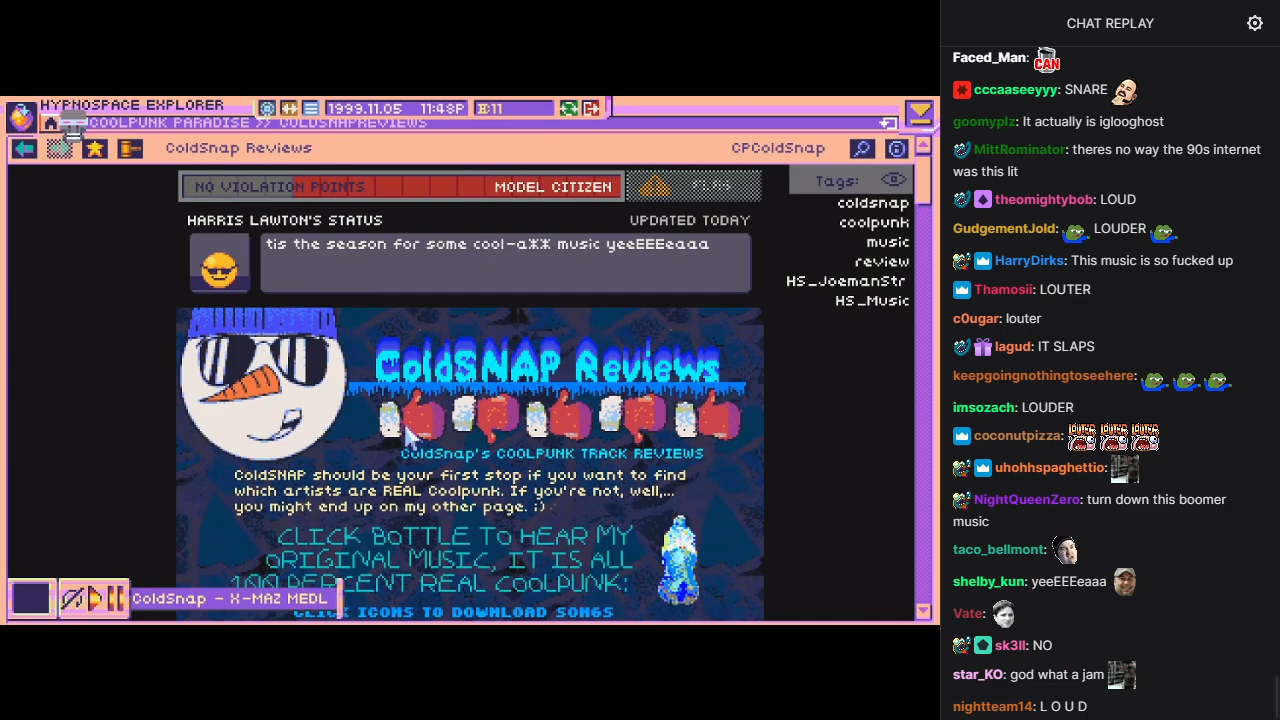 HYPNOSPACE EXPLORER
1999.11.05 11:48P
11
COOLPUNK PARADISE >> COLDSNAPREVIEWS
ColdSnap Reviews
CPColdSnap
NO VIOLATION POINTS
MODEL CITIZEN
FLAG
Tags:
coldsnap
coolpunk
music
review
HS_JoemanStr
HS_Music
HARRIS LAWTON'S STATUS
UPDATED TODAY
tis the season for some cool-a** music yeeEEEeaaa
ColdSNAP Reviews
ColdSnap's COOLPUNK TRACK REVIEWS
ColdSNAP should be your first stop if you want to find
which artists are REAL Coolpunk. If you're not, well,...
you might end up on my other page. ;)
CLICK BoTTLE To HEAR MY
oRIGINAL MUSIC, IT IS ALL
100 PERCENT REAL CooLPUNK:
CLICK ICONS TO DOWNLOAD SONGS
ColdSnap - X-MAZ MEDL
CHAT REPLAY
Faced_Man: CAN
cccaaseeyyy: SNARE
goomyplz: It actually is iglooghost
MittRominator: theres no way the 90s internet
was this lit
theomightybob: LOUD
GudgementJold: LOUDER
HarryDirks: This music is so fucked up
Thamosii: LOUTER
c0ugar: louter
lagud: IT SLAPS
keepgoingnothingtoseehere:
imsozach: LOUDER
coconutpizza:
uhohhspaghettio:
NightQueenZero: turn down this boomer
music
taco_bellmont:
shelby_kun: yeeEEEeaaa
Vate:
sk3ll: NO
star_KO: god what a jam
nightteam14: L O U D